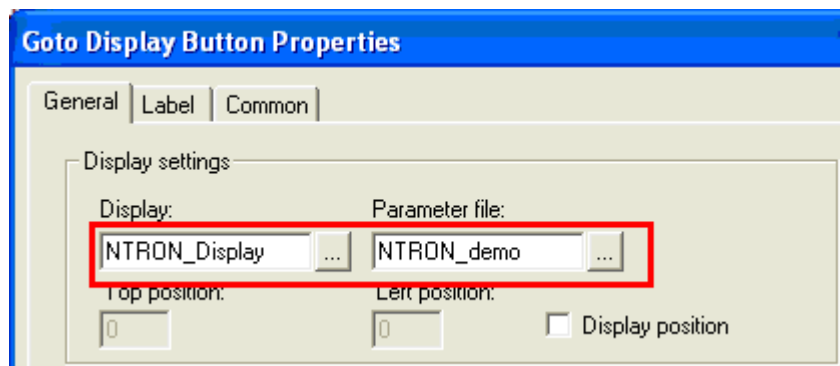 Goto Display Button Properties
General Label Common
Display settings
Display: Parameter file:
NTRON_Display ... NTRON_demo ...
Top position: Left position:
0 0 Display position